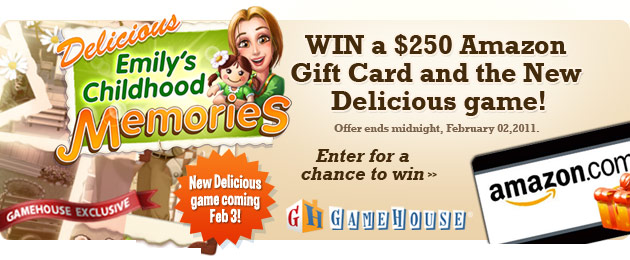 Delicious
Emily's
Childhood
Memories
GAMEHOUSE EXCLUSIVE
New Delicious
game coming
Feb 3!
WIN a $250 Amazon
Gift Card and the New
Delicious game!
Offer ends midnight, February 02,2011.
Enter for a
chance to win >>
GH GAMEHOUSE
amazon.com